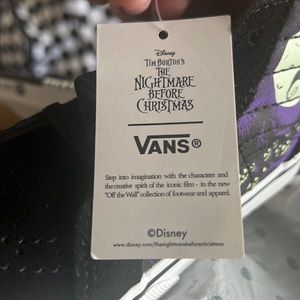 Disney
TIM BURTON'S
THE
NIGHTMARE
BEFORE
CHRISTMAS
VANS®
Step into imagination with the characters and
the creative spirit of the iconic film - in the new
"Off the Wall" collection of footwear and apparel.
©Disney
www.disney.com/thenightmarebeforechristmas